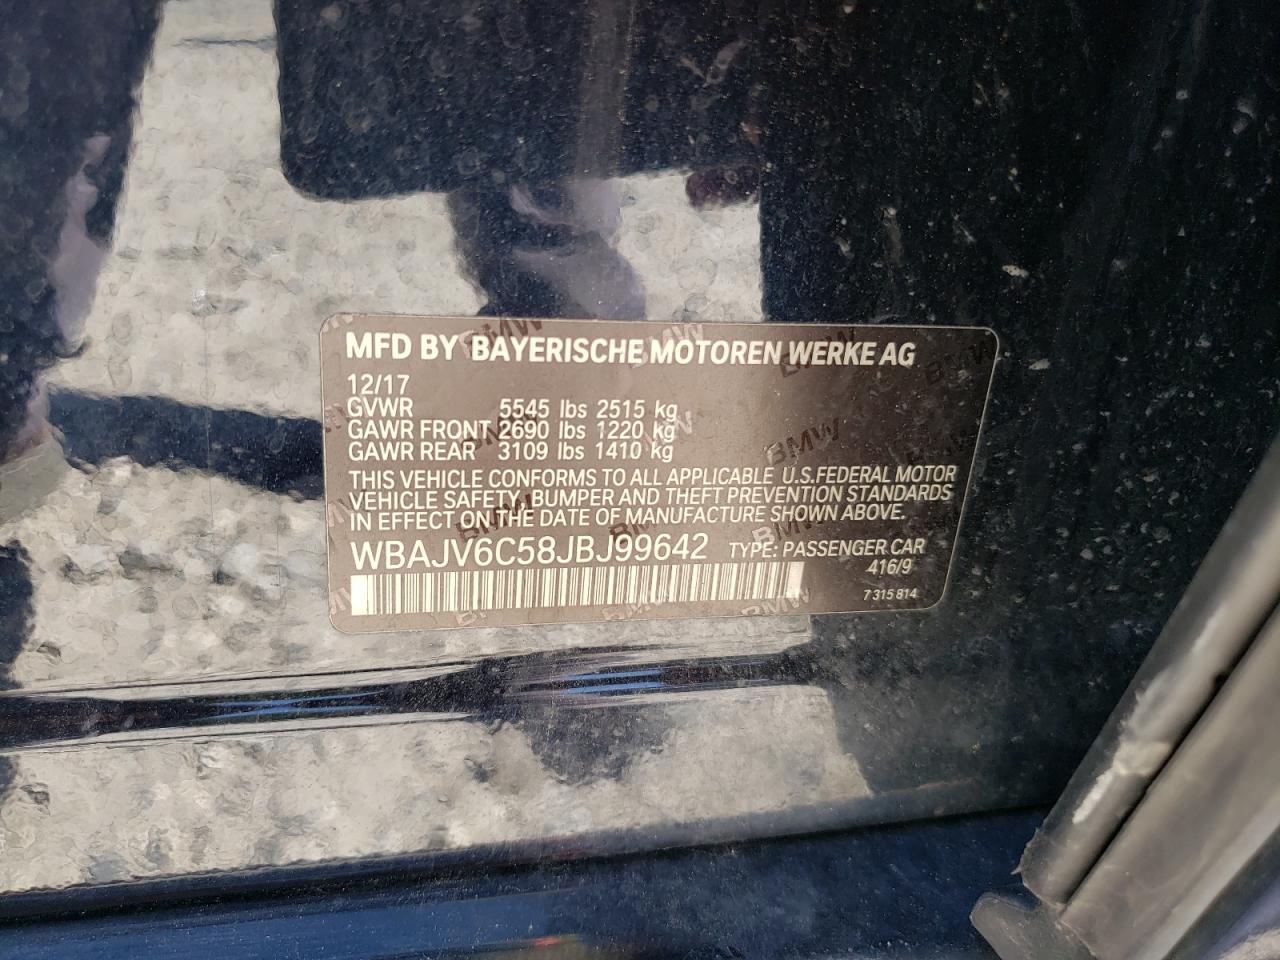 MFD BY BAYERISCHE MOTOREN WERKE AG
12/17
GVWR 5545 lbs 2515 kg
GAWR FRONT 2690 lbs 1220 kg
GAWR REAR 3109 lbs 1410 kg
THIS VEHICLE CONFORMS TO ALL APPLICABLE U.S.FEDERAL MOTOR
VEHICLE SAFETY, BUMPER AND THEFT PREVENTION STANDARDS
IN EFFECT ON THE DATE OF MANUFACTURE SHOWN ABOVE.
WBAJV6C58JBJ99642 TYPE: PASSENGER CAR
416/9
7 315 814